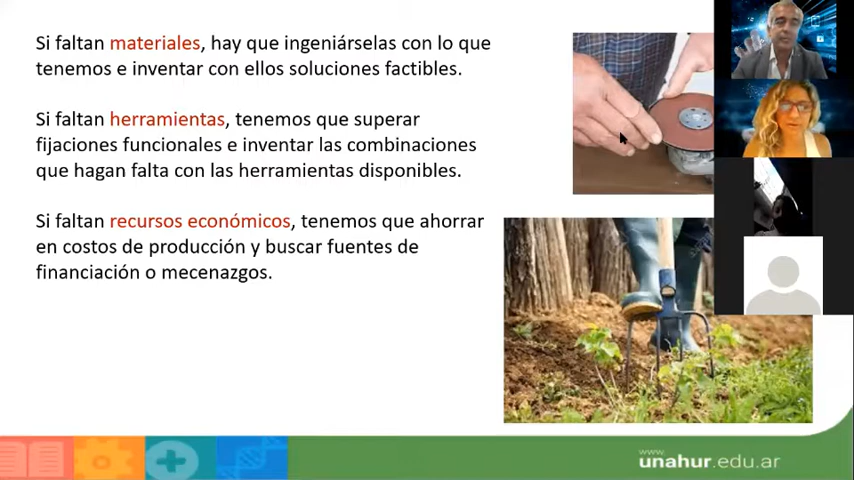 Si faltan materiales, hay que ingeniárselas con lo que
tenemos e inventar con ellos soluciones factibles.
Si faltan herramientas, tenemos que superar
fijaciones funcionales e inventar las combinaciones
que hagan falta con las herramientas disponibles.
Si faltan recursos económicos, tenemos que ahorrar
en costos de producción y buscar fuentes de
financiación o mecenazgos.
www.
unahur.edu.ar